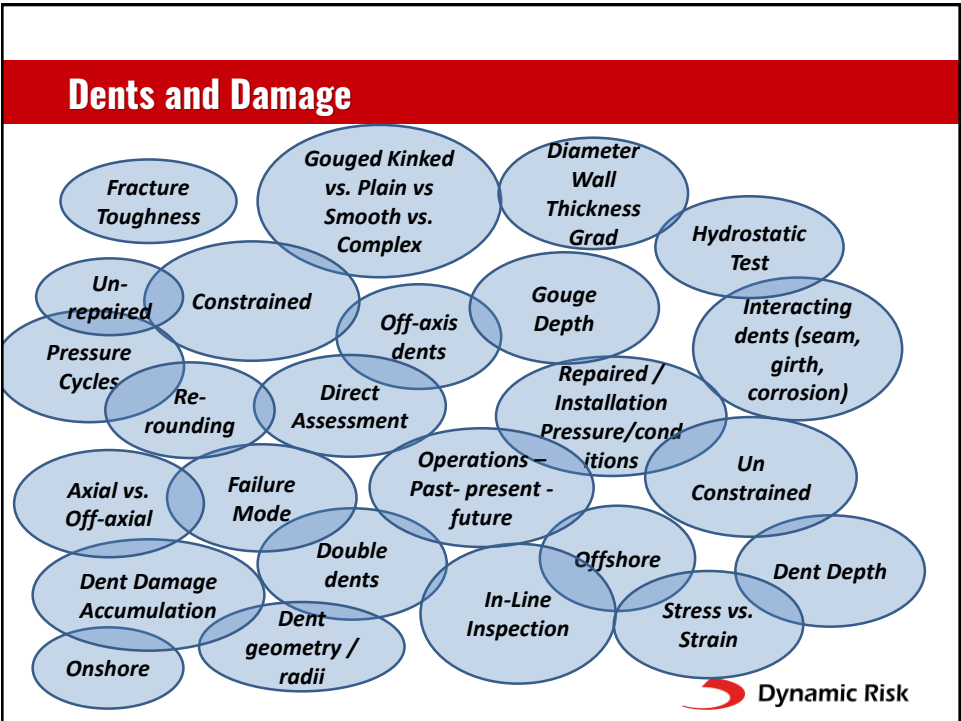 Dents and Damage
Fracture
Toughness
Gouged Kinked
vs. Plain vs
Smooth vs.
Complex
Diameter
Wall
Thickness
Grad
Hydrostatic
Test
Un-
repaired
Constrained
Off-axis
dents
Gouge
Depth
Interacting
dents (seam,
girth,
corrosion)
Pressure
Cycles
Re-
rounding
Direct
Assessment
Repaired /
Installation
Pressure/cond
itions
Axial vs.
Off-axial
Failure
Mode
Operations –
Past- present -
future
Un
Constrained
Dent Damage
Accumulation
Double
dents
Offshore
Dent Depth
Onshore
Dent
geometry /
radii
In-Line
Inspection
Stress vs.
Strain
Dynamic Risk